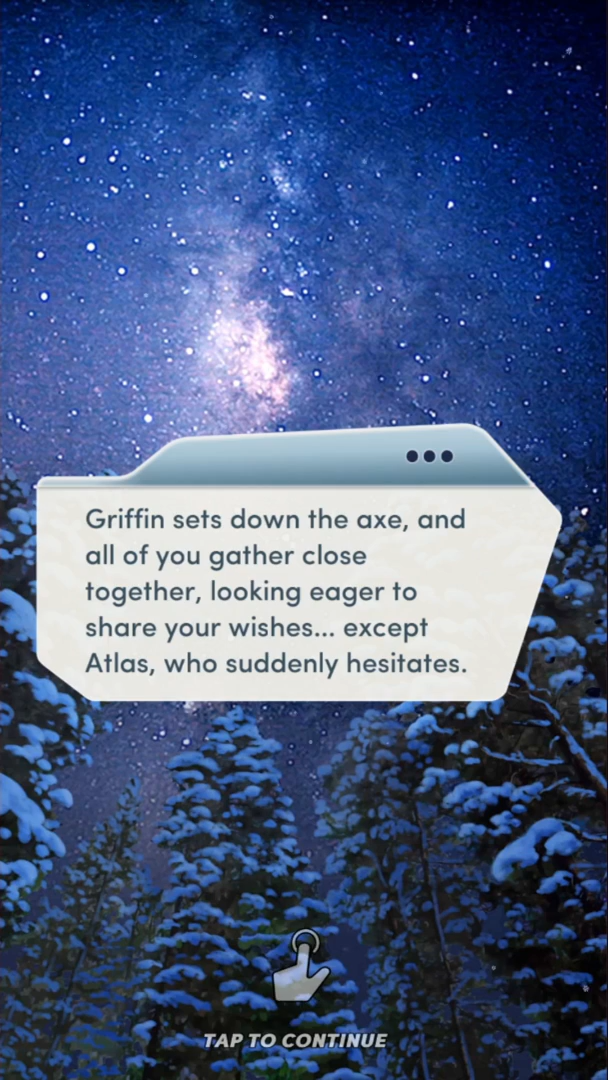 Griffin sets down the axe, and
all of you gather close
together, looking eager to
share your wishes... except
Atlas, who suddenly hesitates.
TAP TO CONTINUE